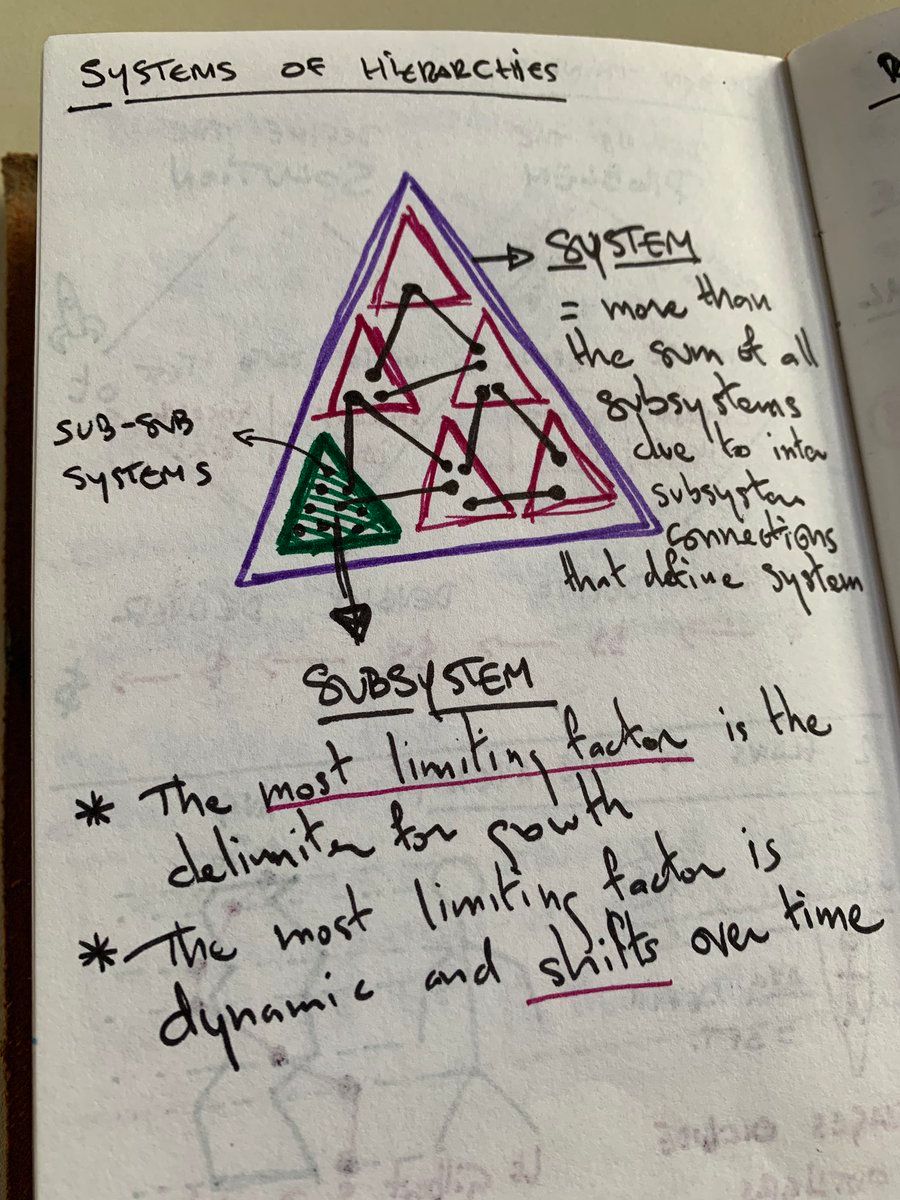 SYSTEMS OF HIERARCHIES
SYSTEM
= more than
the sum of all
subsystems
due to inter
subsystem
connections
that define system
SUB-SUB
SYSTEMS
SUBSYSTEM
* The most limiting factor is the
delimiter for growth
* The most limiting factor is
dynamic and shifts over time